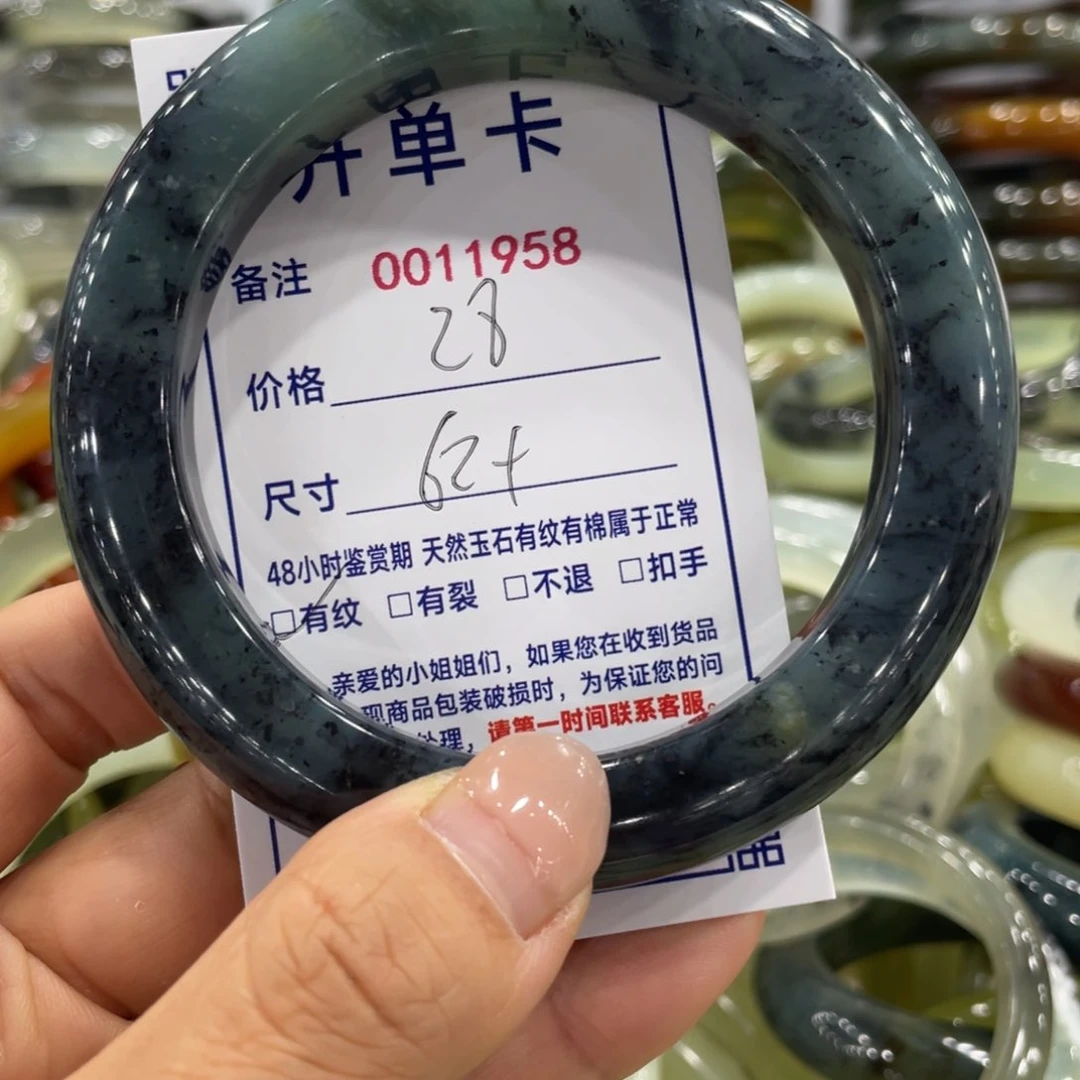 开单卡
备注 0011958
价格 28
尺寸 62+
48小时鉴赏期 天然玉石有纹有棉属于正常
☑有纹 □有裂 □不退 □扣手
亲爱的小姐姐们，如果您在收到货品
现商品包装破损时，为保证您的问
处理，请第一时间联系客服。